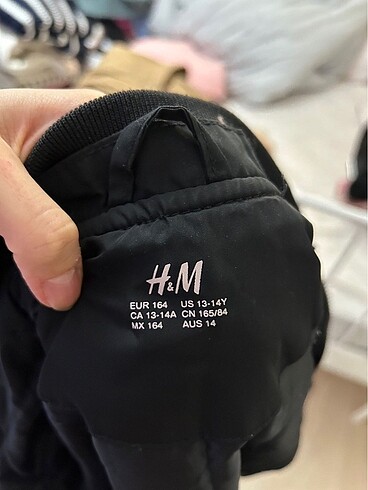 H&M
EUR 164 US 13-14Y
CA 13-14A CN 165/84
MX 164 AUS 14